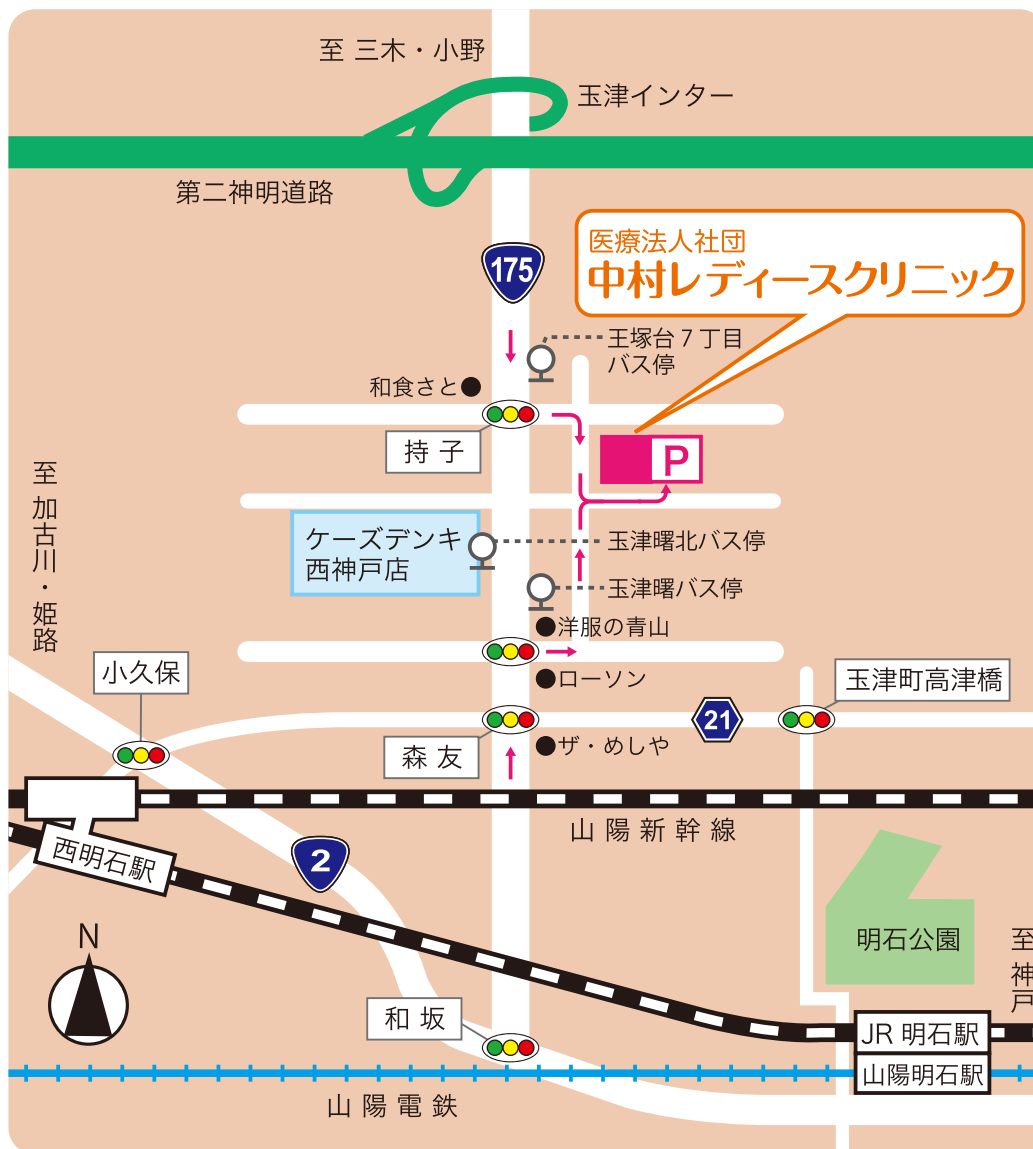 至 三木・小野
玉津インター
第二神明道路
医療法人社団
中村レディースクリニック
175
王塚台7丁目
バス停
和食さと
持子
P
至 加古川・姫路
ケーズデンキ
西神戸店
玉津曙北バス停
玉津曙バス停
洋服の青山
小久保
ローソン
玉津町高津橋
21
森友
ザ・めしや
山陽新幹線
西明石駅
2
明石公園
至 神戸
N
和坂
JR 明石駅
山陽明石駅
山陽電鉄